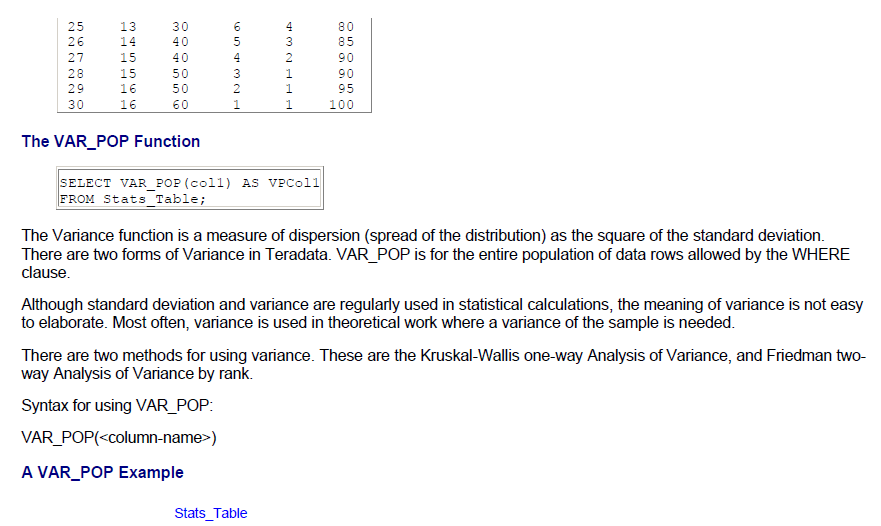 25 13 30 6 4 80
26 14 40 5 3 85
27 15 40 4 2 90
28 15 50 3 1 90
29 16 50 2 1 95
30 16 60 1 1 100
The VAR_POP Function
SELECT VAR_POP(col1) AS VPCol1
FROM Stats_Table;
The Variance function is a measure of dispersion (spread of the distribution) as the square of the standard deviation.
There are two forms of Variance in Teradata. VAR_POP is for the entire population of data rows allowed by the WHERE
clause.
Although standard deviation and variance are regularly used in statistical calculations, the meaning of variance is not easy
to elaborate. Most often, variance is used in theoretical work where a variance of the sample is needed.
There are two methods for using variance. These are the Kruskal-Wallis one-way Analysis of Variance, and Friedman two-
way Analysis of Variance by rank.
Syntax for using VAR_POP:
VAR_POP(<column-name>)
A VAR_POP Example
Stats_Table